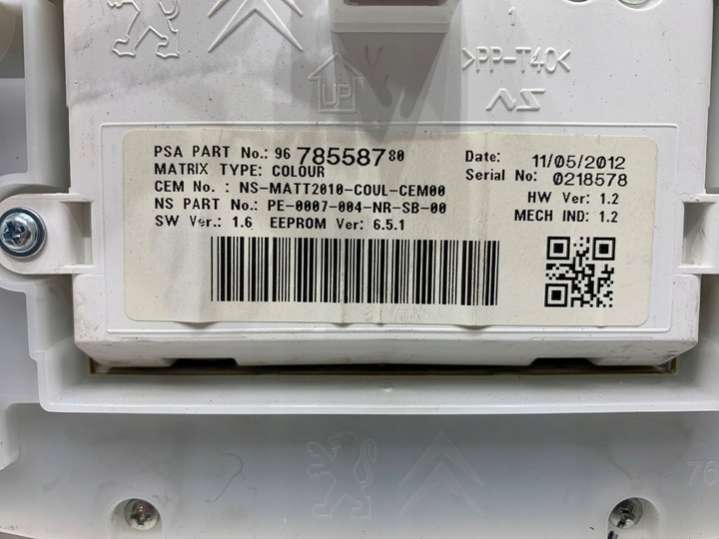 >PP-T40<
UP
NS
PSA PART No.: 96 785587 80
MATRIX TYPE: COLOUR
CEM No. : NS-MATT2010-COUL-CEM00
NS PART No.: PE-0007-004-NR-SB-00
SW Ver.: 1.6 EEPROM Ver: 6.5.1
Date: 11/05/2012
Serial No: 0218578
HW Ver: 1.2
MECH IND: 1.2